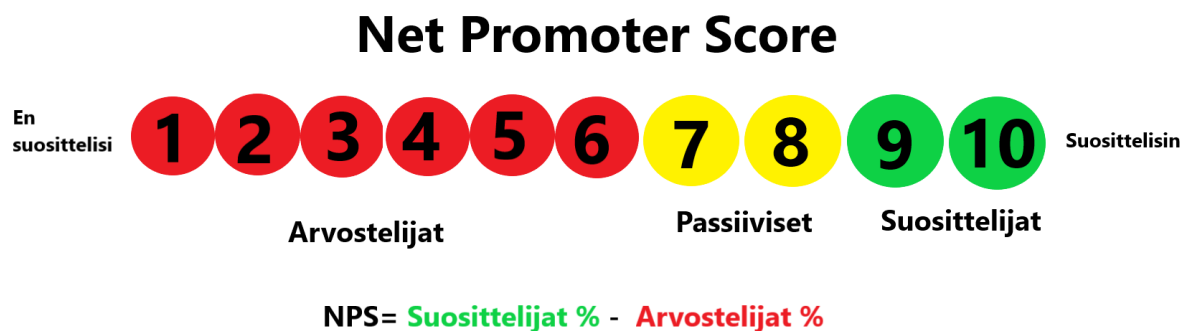 Net Promoter Score
En
suosittelisi
1 2 3 4 5 6 7 8 9 10
Suosittelisin
Arvostelijat
Passiiviset
Suosittelijat
NPS= Suosittelijat % - Arvostelijat %